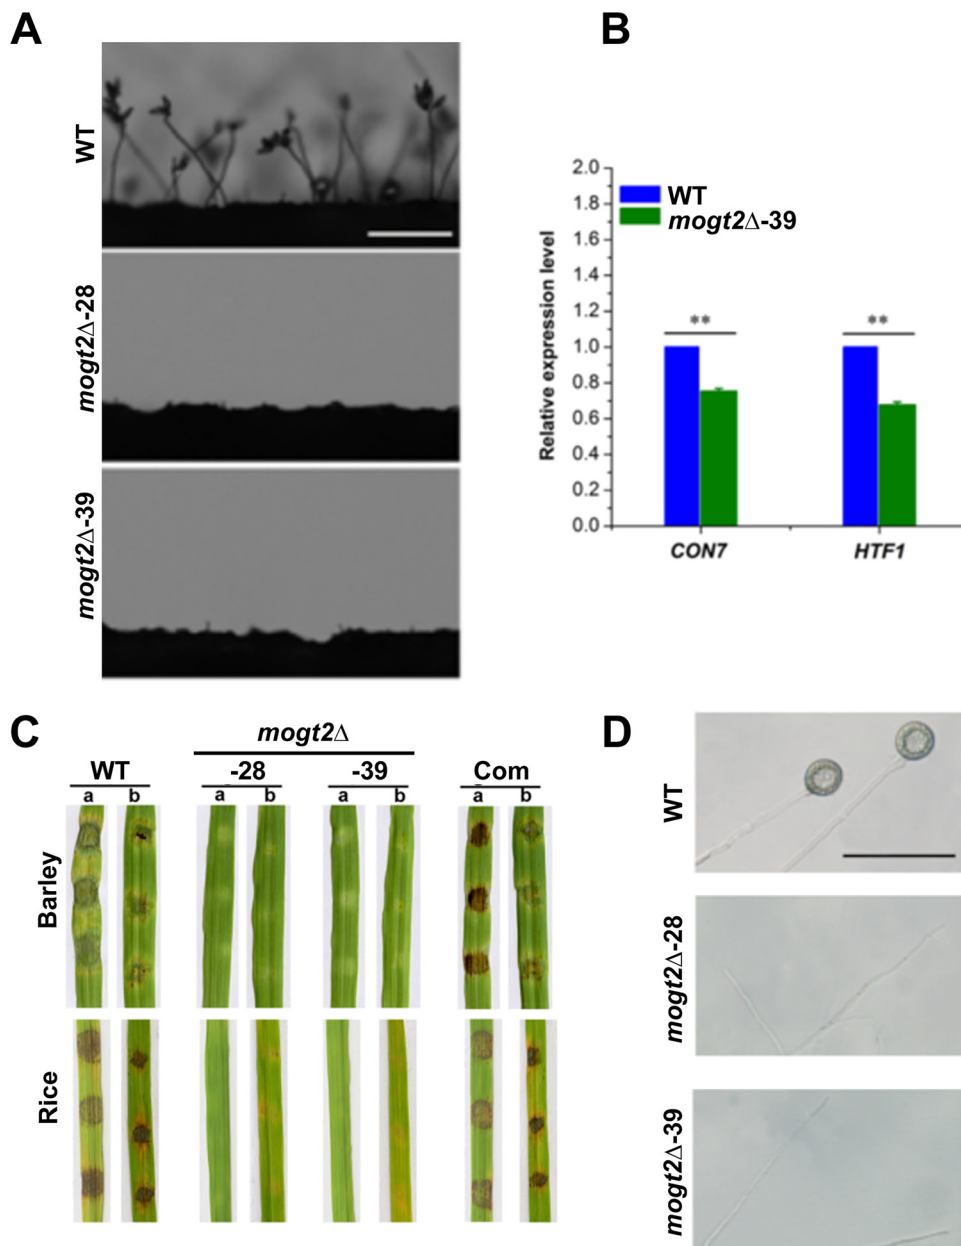 A
WT
mogt2Δ-28
mogt2Δ-39
B
2.0
1.8
1.6
1.4
1.2
1.0
0.8
0.6
0.4
0.2
0.0
Relative expression level
WT
mogt2Δ-39
**
**
CON7
HTF1
C
mogt2Δ
WT
-28
-39
Com
a
b
a
b
a
b
a
b
Barley
Rice
D
WT
mogt2Δ-28
mogt2Δ-39